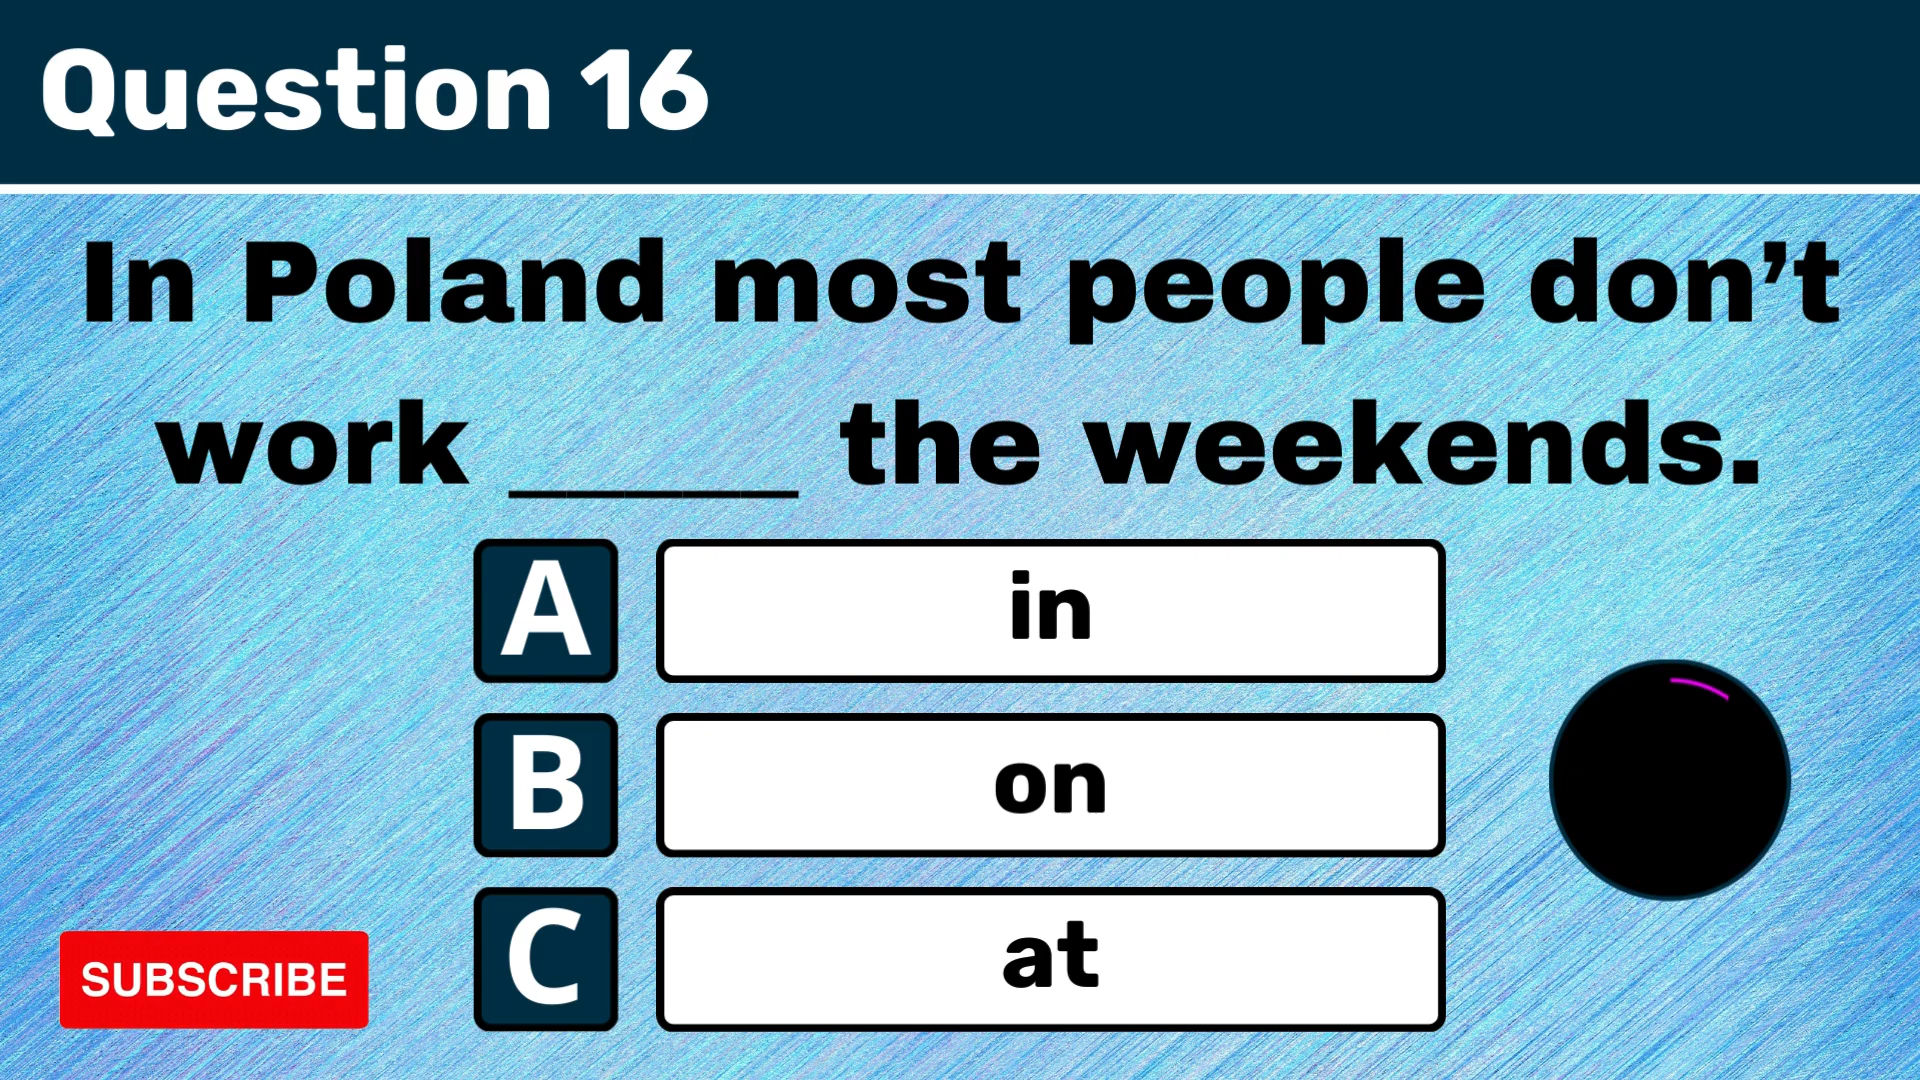 Question 16
In Poland most people don’t
work _____ the weekends.
A in
B on
C at
SUBSCRIBE